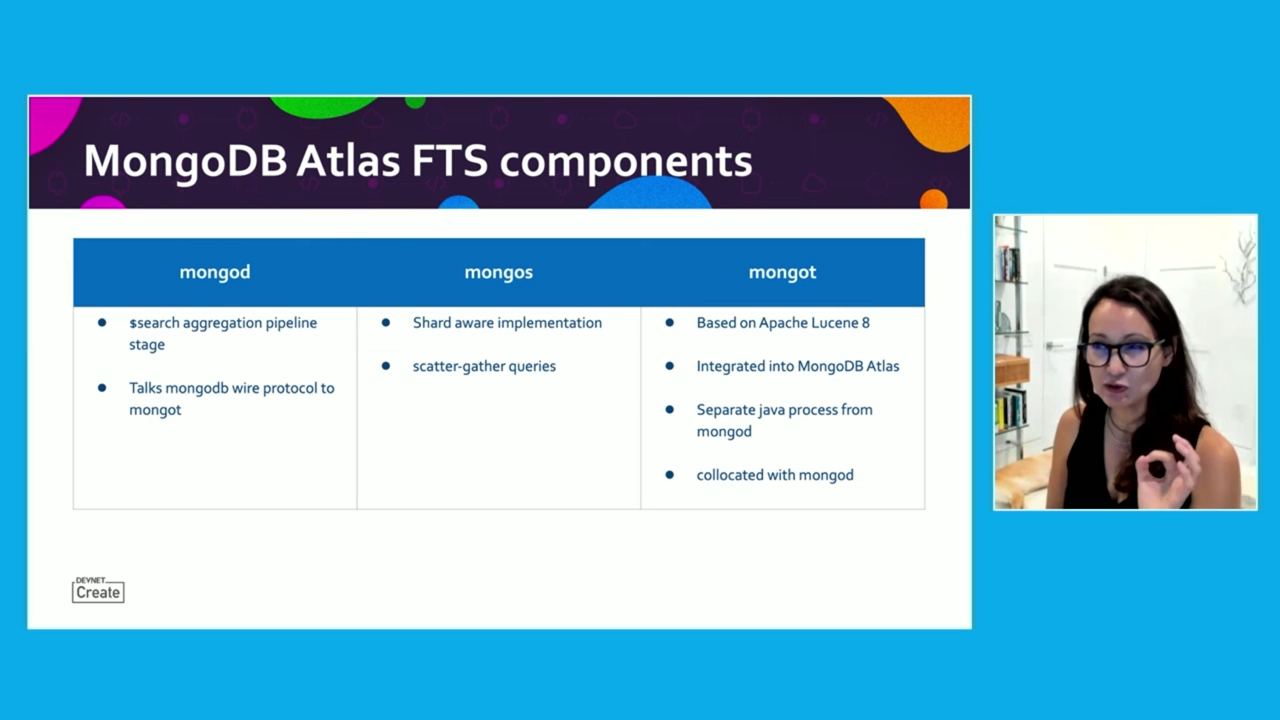 MongoDB Atlas FTS components
mongod
mongos
mongot
$search aggregation pipeline
stage
Talks mongodb wire protocol to
mongot
Shard aware implementation
scatter-gather queries
Based on Apache Lucene 8
Integrated into MongoDB Atlas
Separate java process from
mongod
collocated with mongod
DEVNET
Create